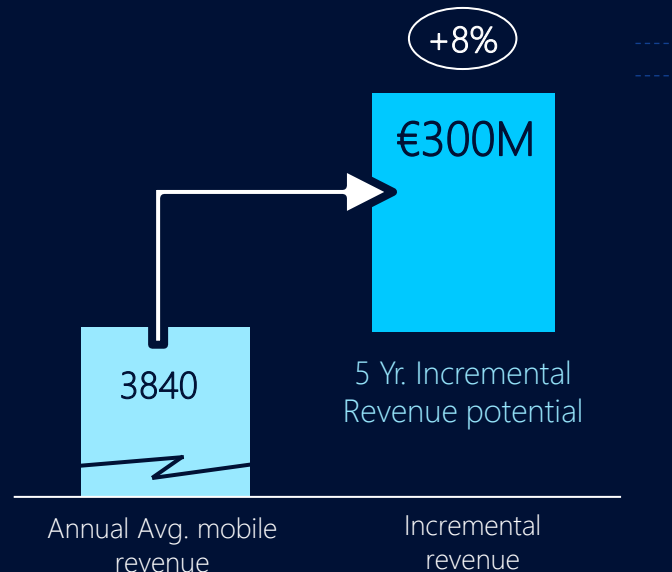 +8%
€300M
3840
5 Yr. Incremental
Revenue potential
Annual Avg. mobile
revenue
Incremental
revenue